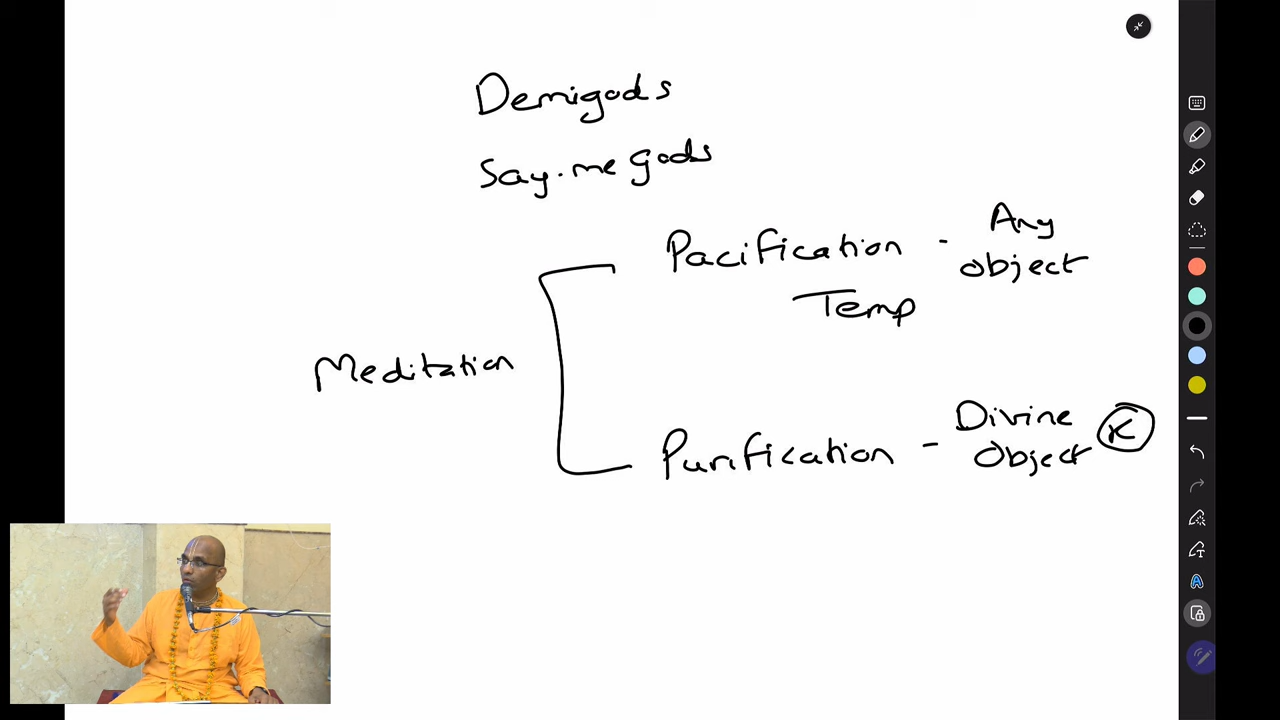 Demigods
Say.me gods
Pacification - Any object
Temp
Meditation
Purification - Divine object K